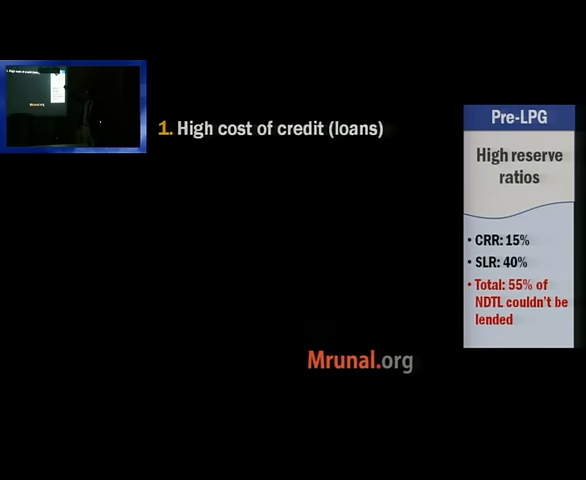 1. High cost of credit (loans)
Pre-LPG
High reserve
ratios
• CRR: 15%
• SLR: 40%
• Total: 55% of
NDTL couldn't be
lended
Mrunal.org